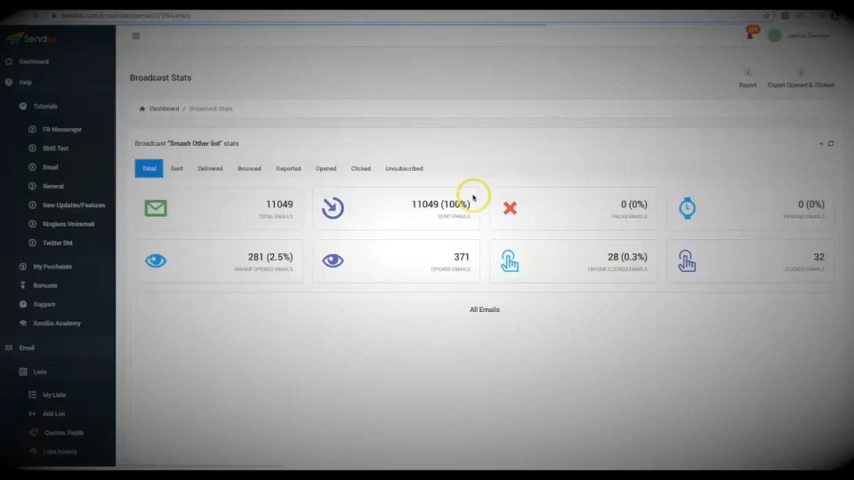 Sendiio
Dashboard
Help
Tutorials
FB Messenger
SMS Text
Email
General
New Updates/Features
Ringless Voicemail
Twitter DM
My Purchases
Bonuses
Support
Sendiio Academy
Email
Lists
My Lists
Add List
Custom Fields
Broadcast Stats
Export
Export Opened & Clicked
Dashboard / Broadcast Stats
Broadcast "Smash Other list" stats
Total
Sent
Delivered
Bounced
Reported
Opened
Clicked
Unsubscribed
11049
TOTAL EMAILS
11049 (100%)
SENT EMAILS
0 (0%)
FAILED EMAILS
0 (0%)
PENDING EMAILS
281 (2.5%)
UNIQUE OPENED EMAILS
371
OPENED EMAILS
28 (0.3%)
UNIQUE CLICKED EMAILS
32
CLICKED EMAILS
All Emails